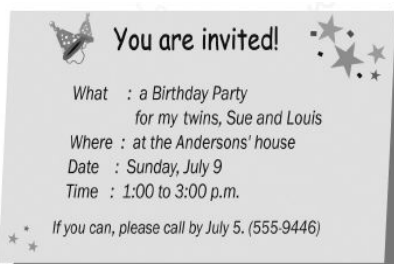 You are invited!
What : a Birthday Party
for my twins, Sue and Louis
Where : at the Andersons' house
Date : Sunday, July 9
Time : 1:00 to 3:00 p.m.
If you can, please call by July 5. (555-9446)